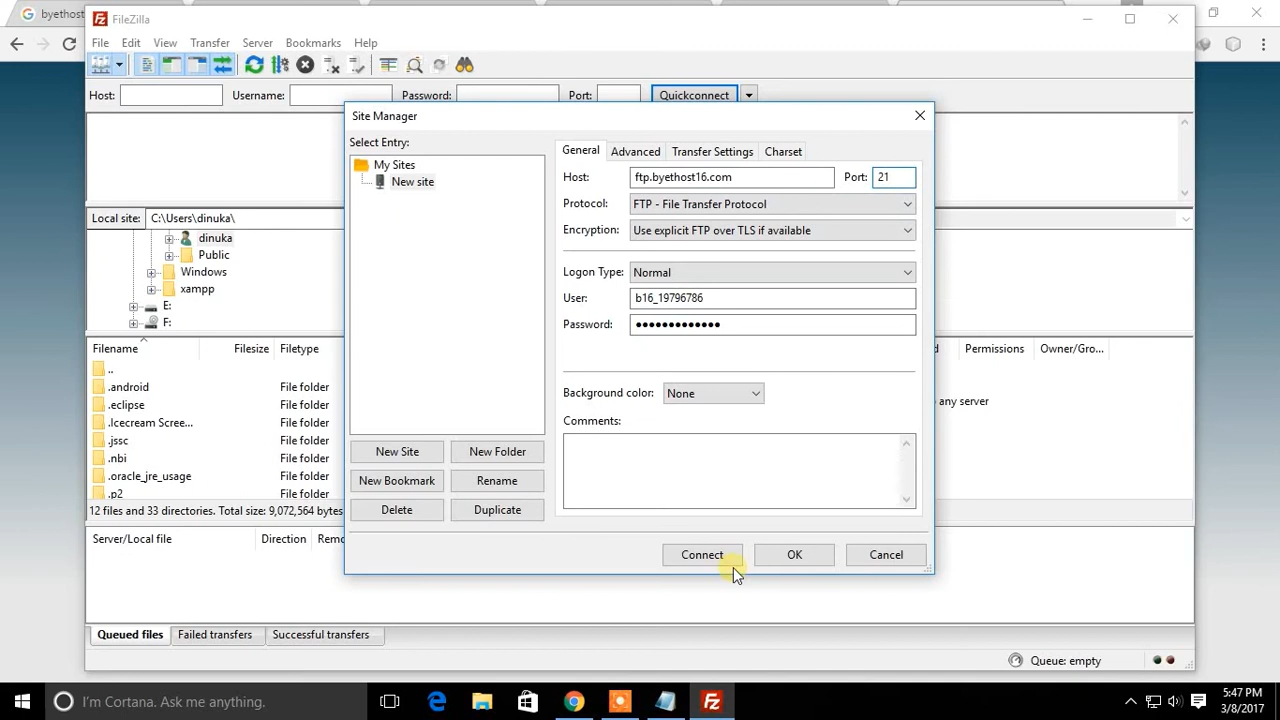 byethost
FileZilla
File Edit View Transfer Server Bookmarks Help
Host: Username: Password: Port: Quickconnect
Site Manager
Select Entry:
My Sites
New site
General Advanced Transfer Settings Charset
Host: ftp.byethost16.com Port: 21
Protocol: FTP - File Transfer Protocol
Encryption: Use explicit FTP over TLS if available
Logon Type: Normal
User: b16_19796786
Password: •••••••••••••
Background color: None
Comments:
New Site New Folder
New Bookmark Rename
Delete Duplicate
Connect OK Cancel
Local site: C:\Users\dinuka\
dinuka
Public
Windows
xampp
E:
F:
Filename Filesize Filetype
..
.android File folder
.eclipse File folder
.Icecream Scree... File folder
.jssc File folder
.nbi File folder
.oracle_jre_usage File folder
.p2 File folder
12 files and 33 directories. Total size: 9,072,564 bytes
d Permissions Owner/Gro...
o any server
Server/Local file Direction Remo
Queued files Failed transfers Successful transfers
Queue: empty
I'm Cortana. Ask me anything.
5:47 PM
3/8/2017